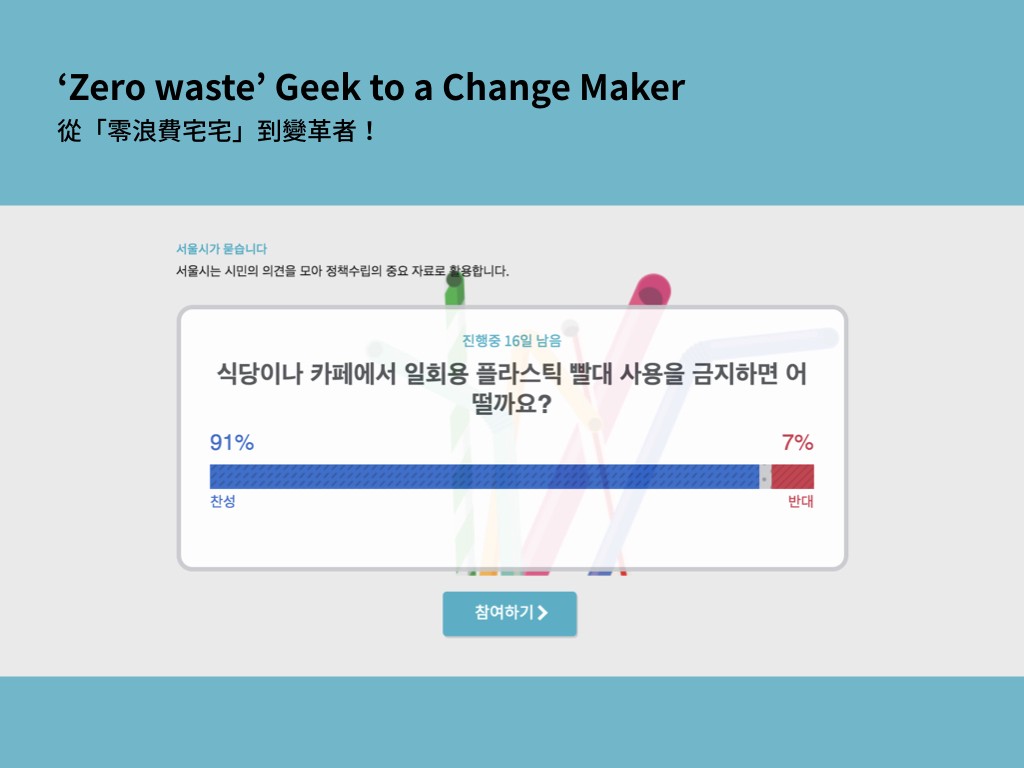 ‘Zero waste’ Geek to a Change Maker
從「零浪費宅宅」到變革者！
서울시가 묻습니다
서울시는 시민의 의견을 모아 정책수립의 중요 자료로 활용합니다.
진행중 16일 남음
식당이나 카페에서 일회용 플라스틱 빨대 사용을 금지하면 어
떨까요?
91% 7%
찬성 반대
참여하기